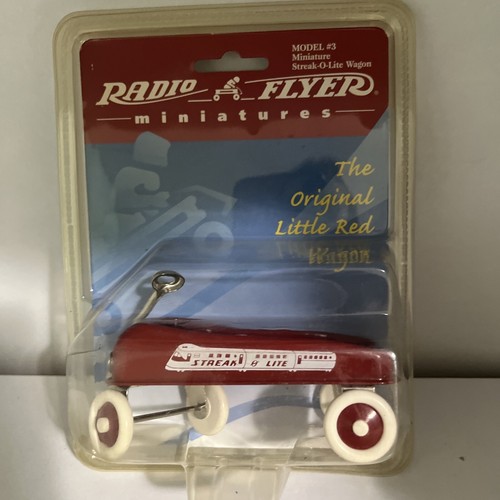 MODEL #3
Miniature
Streak-O-Lite Wagon
RADIO FLYER®
miniatures
The
Original
Little Red
Wagon
STREAK O LITE